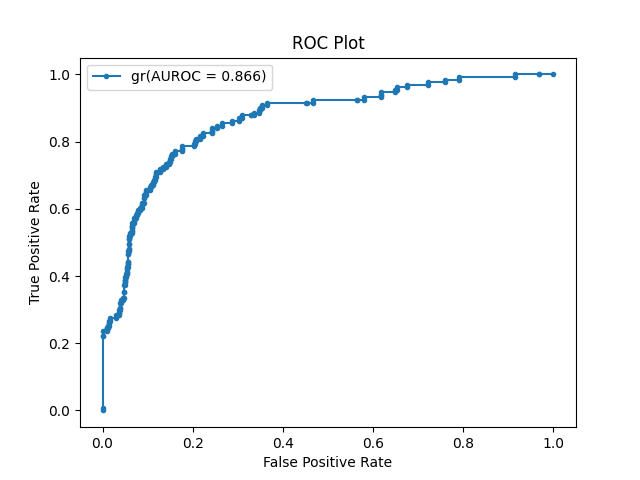 ROC Plot
gr(AUROC = 0.866)
1.0
0.8
0.6
0.4
0.2
0.0
True Positive Rate
0.0 0.2 0.4 0.6 0.8 1.0
False Positive Rate